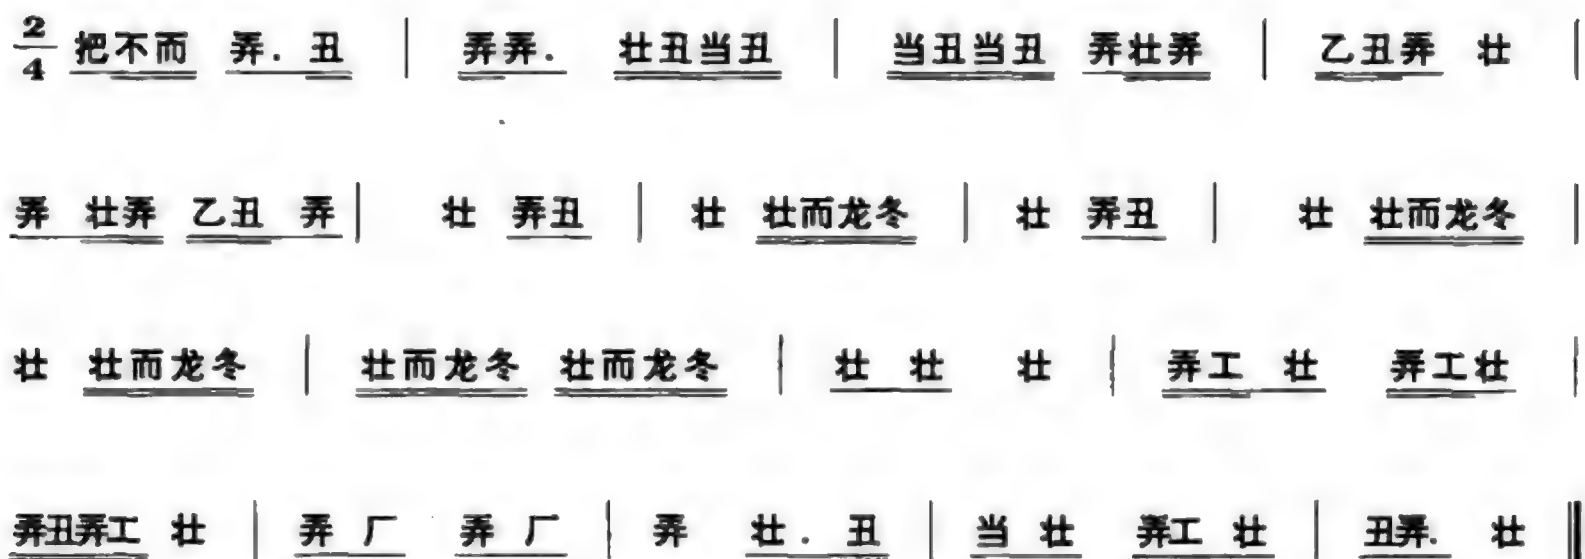 2/4 把不而 弄. 丑 | 弄弄. 壮丑当丑 | 当丑当丑 弄壮弄 | 乙丑弄 壮 |
弄 壮弄 乙丑 弄 | 壮 弄丑 | 壮 壮而龙冬 | 壮 弄丑 | 壮 壮而龙冬 |
壮 壮而龙冬 | 壮而龙冬 壮而龙冬 | 壮 壮 壮 | 弄工 壮 弄工壮 |
弄丑弄工 壮 | 弄 厂 弄 厂 | 弄 壮. 丑 | 当 壮 弄工 壮 | 丑弄. 壮 ‖